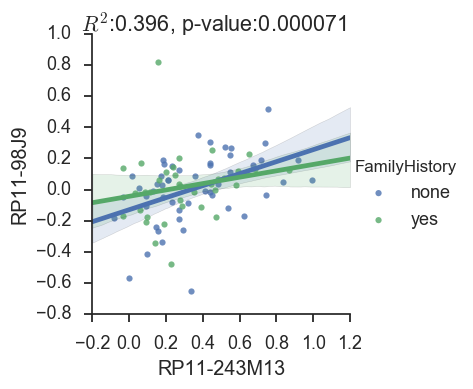 R²:0.396, p-value:0.000071
1.0
0.8
0.6
0.4
0.2
0.0
−0.2
−0.4
−0.6
−0.8
RP11-98J9
FamilyHistory
none
yes
−0.2 0.0 0.2 0.4 0.6 0.8 1.0 1.2
RP11-243M13